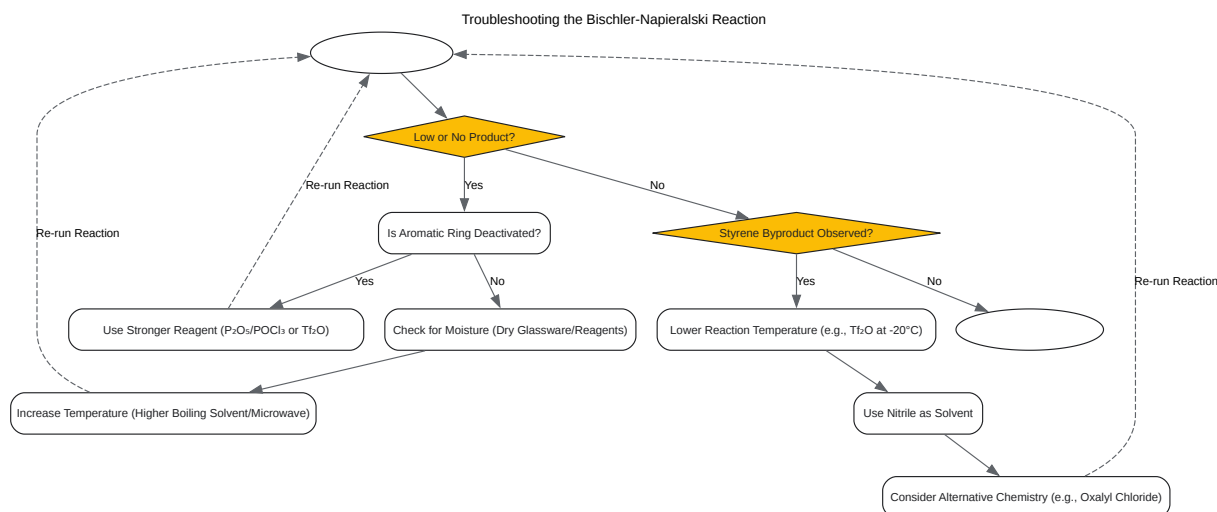 Troubleshooting the Bischler-Napieralski Reaction
Low or No Product?
Yes
No
Re-run Reaction
Re-run Reaction
Is Aromatic Ring Deactivated?
Styrene Byproduct Observed?
Yes
No
Yes
No
Re-run Reaction
Use Stronger Reagent (P₂O₅/POCl₃ or Tf₂O)
Check for Moisture (Dry Glassware/Reagents)
Lower Reaction Temperature (e.g., Tf₂O at -20°C)
Increase Temperature (Higher Boiling Solvent/Microwave)
Use Nitrile as Solvent
Consider Alternative Chemistry (e.g., Oxalyl Chloride)